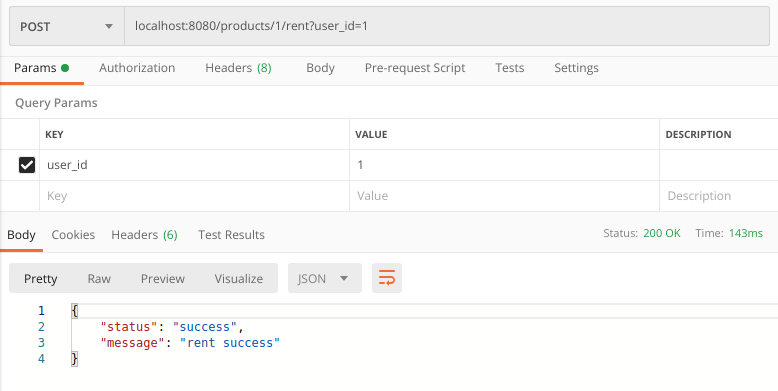 POST localhost:8080/products/1/rent?user_id=1
Params Authorization Headers (8) Body Pre-request Script Tests Settings
Query Params
KEY VALUE DESCRIPTION
user_id 1
Key Value Description
Body Cookies Headers (6) Test Results Status: 200 OK Time: 143ms
Pretty Raw Preview Visualize JSON
1 {
2 "status": "success",
3 "message": "rent success"
4 }